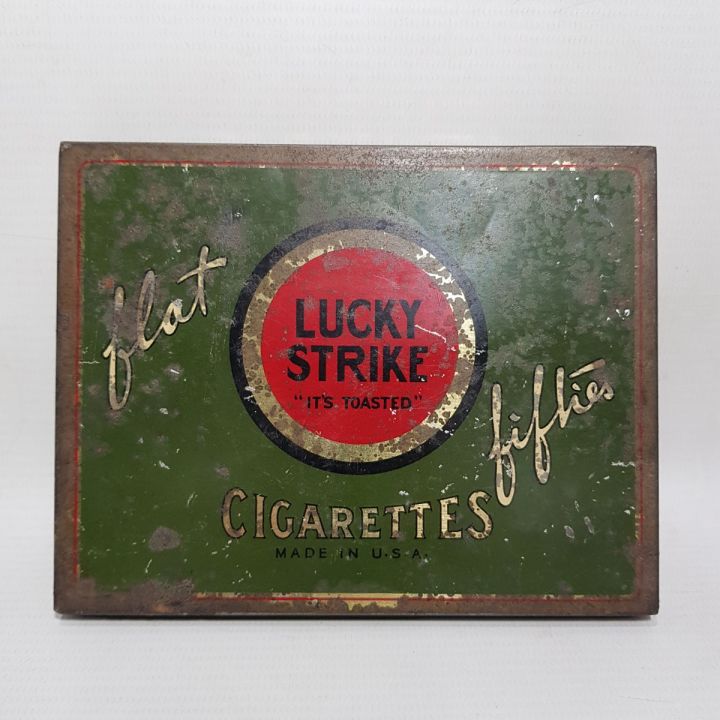 flat
LUCKY
STRIKE
"IT'S TOASTED"
fifties
CIGARETTES
MADE IN U.S.A.